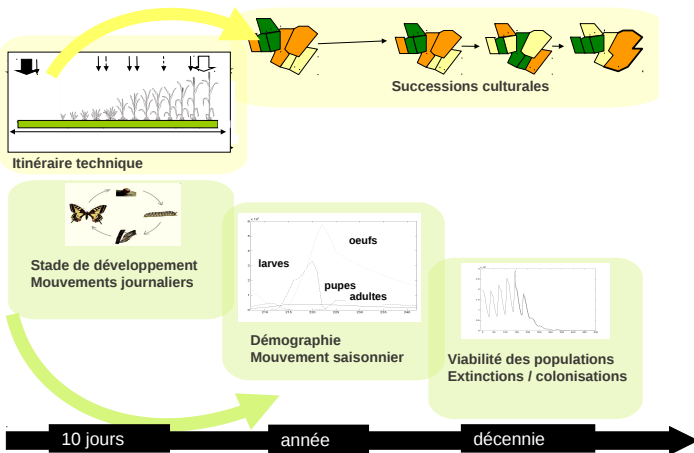 Successions culturales
Itinéraire technique
Stade de développement
Mouvements journaliers
oeufs
larves
pupes
adultes
Démographie
Mouvement saisonnier
Viabilité des populations
Extinctions / colonisations
10 jours
année
décennie